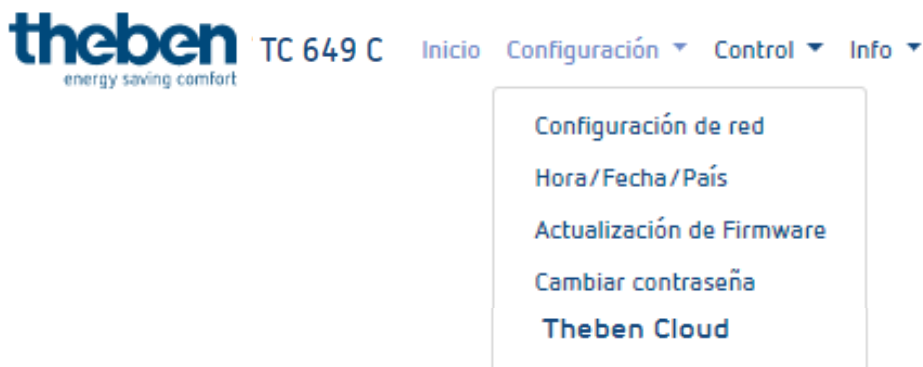 theben
energy saving comfort
TC 649 C Inicio Configuración Control Info
Configuración de red
Hora/Fecha/País
Actualización de Firmware
Cambiar contraseña
Theben Cloud